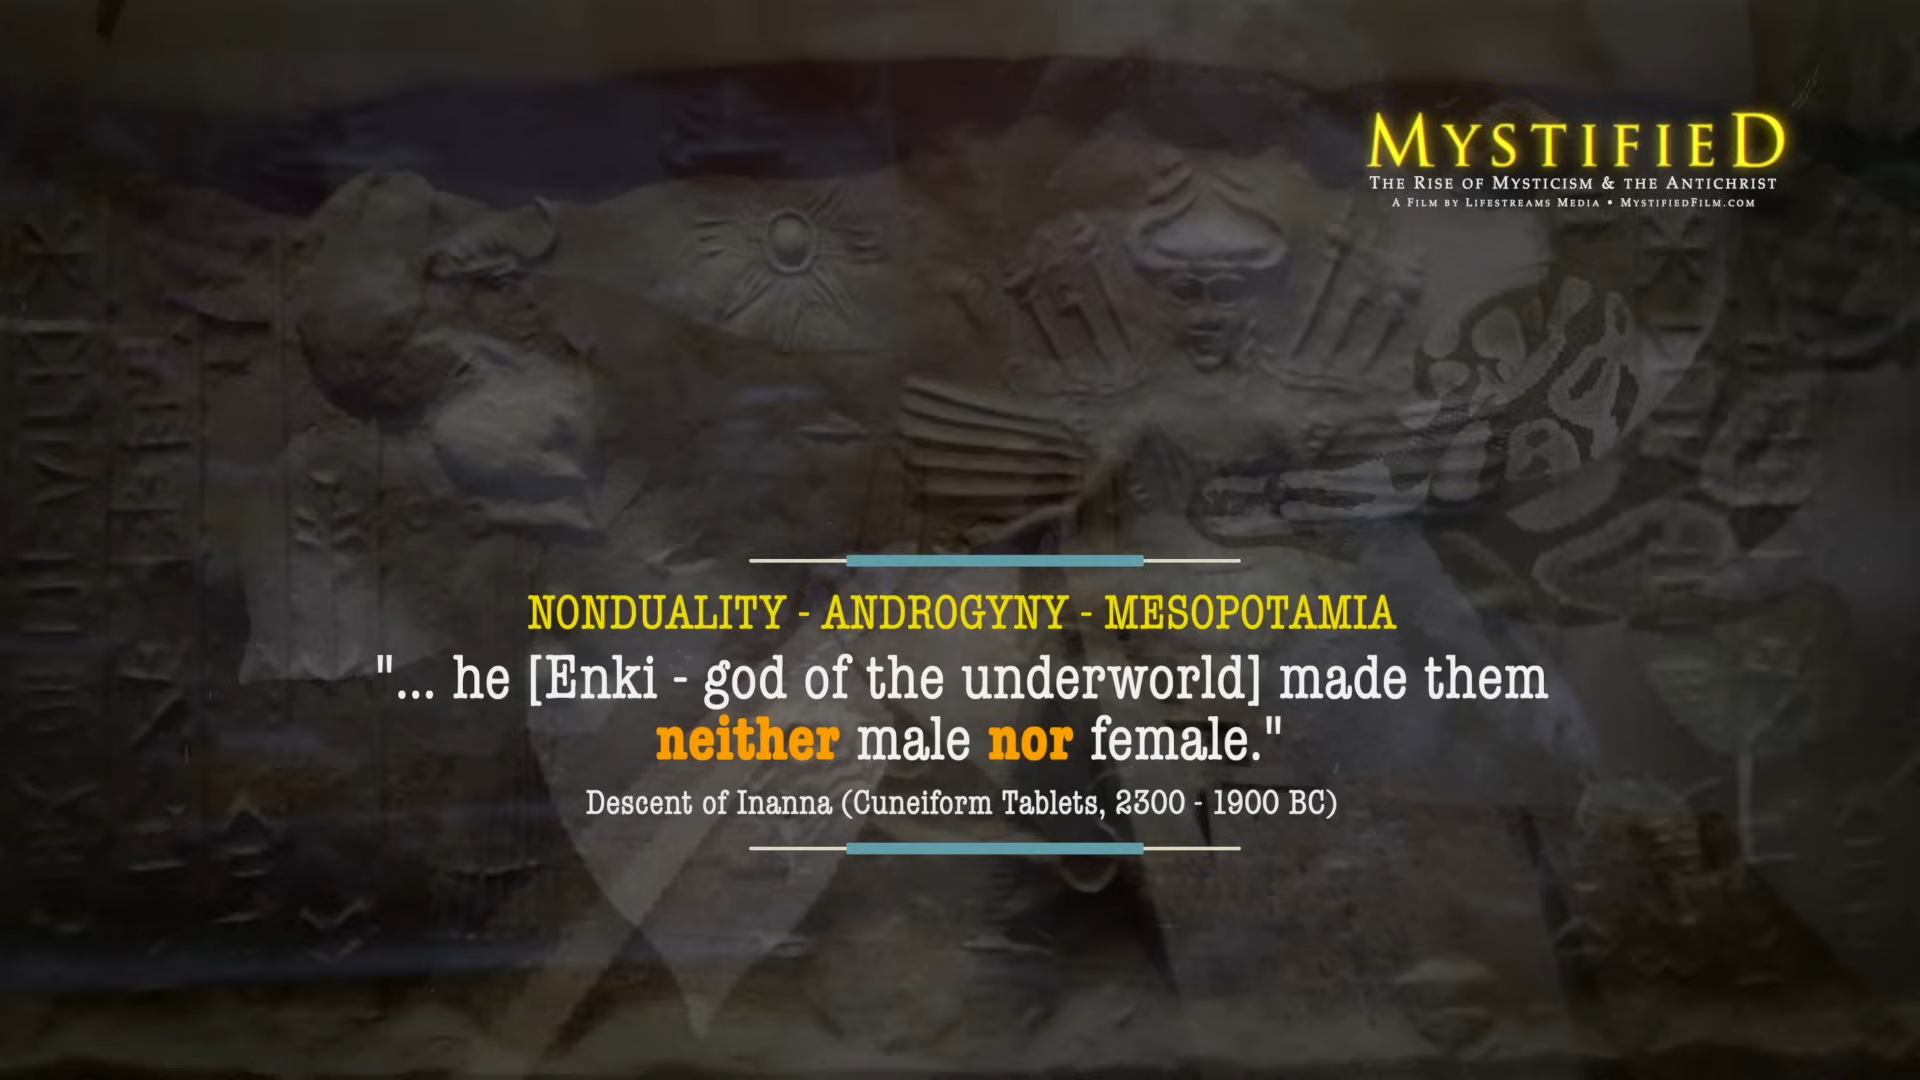 MYSTIFIED
THE RISE OF MYSTICISM & THE ANTICHRIST
A FILM BY LIFESTREAMS MEDIA • MYSTIFIEDFILM.COM
NONDUALITY - ANDROGYNY - MESOPOTAMIA
"... he [Enki - god of the underworld] made them
neither male nor female."
Descent of Inanna (Cuneiform Tablets, 2300 - 1900 BC)